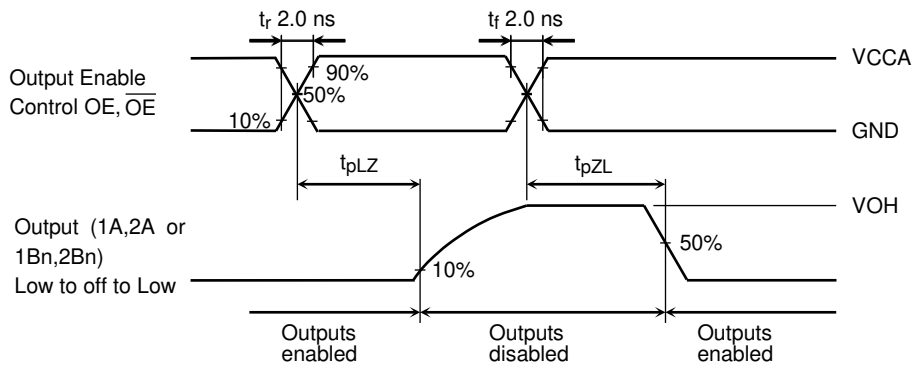 tr 2.0 ns
tf 2.0 ns
VCCA
Output Enable
Control OE, O̅E̅
90%
50%
10%
GND
tpLZ
tpZL
VOH
Output (1A,2A or
1Bn,2Bn)
Low to off to Low
50%
10%
Outputs
enabled
Outputs
disabled
Outputs
enabled